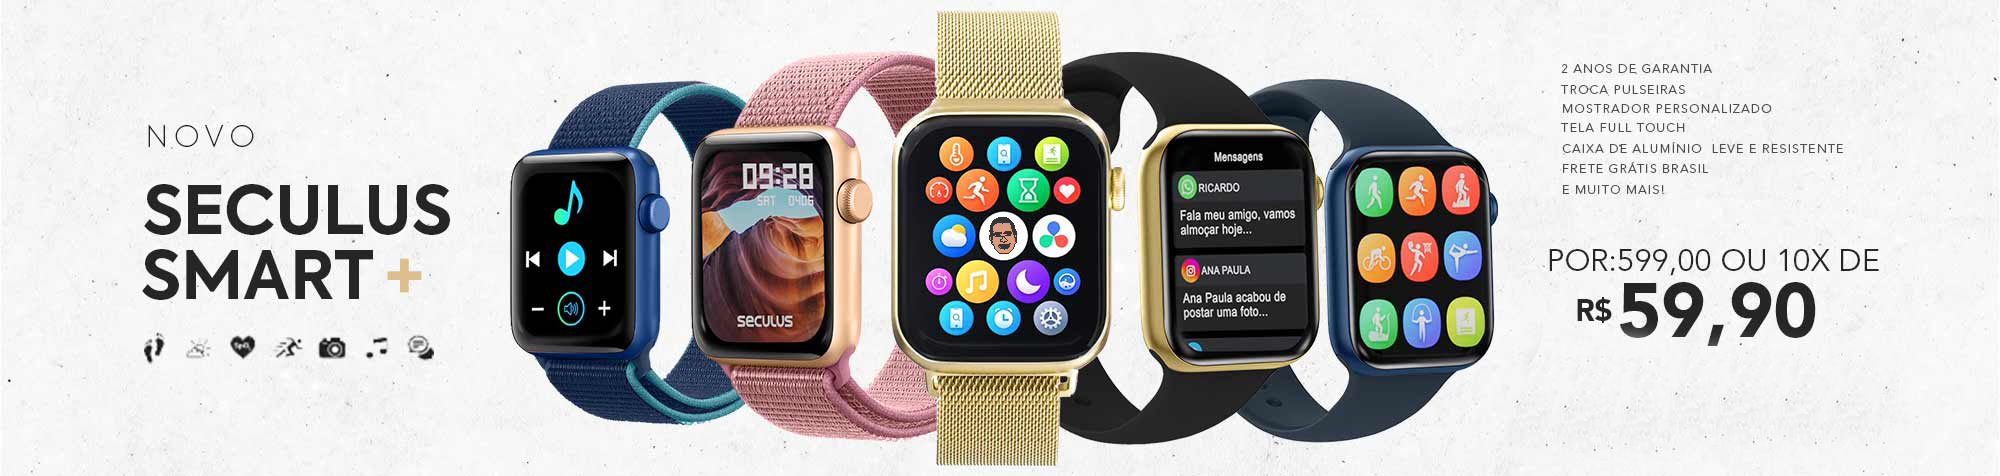 NOVO
SECULUS
SMART +
09:28
SAT 0406
SECULUS
Mensagens
RICARDO
Fala meu amigo, vamos
almoçar hoje...
ANA PAULA
Ana Paula acabou de
postar uma foto...
2 ANOS DE GARANTIA
TROCA PULSEIRAS
MOSTRADOR PERSONALIZADO
TELA FULL TOUCH
CAIXA DE ALUMÍNIO LEVE E RESISTENTE
FRETE GRÁTIS BRASIL
E MUITO MAIS!
POR:599,00 OU 10X DE
R$ 59,90